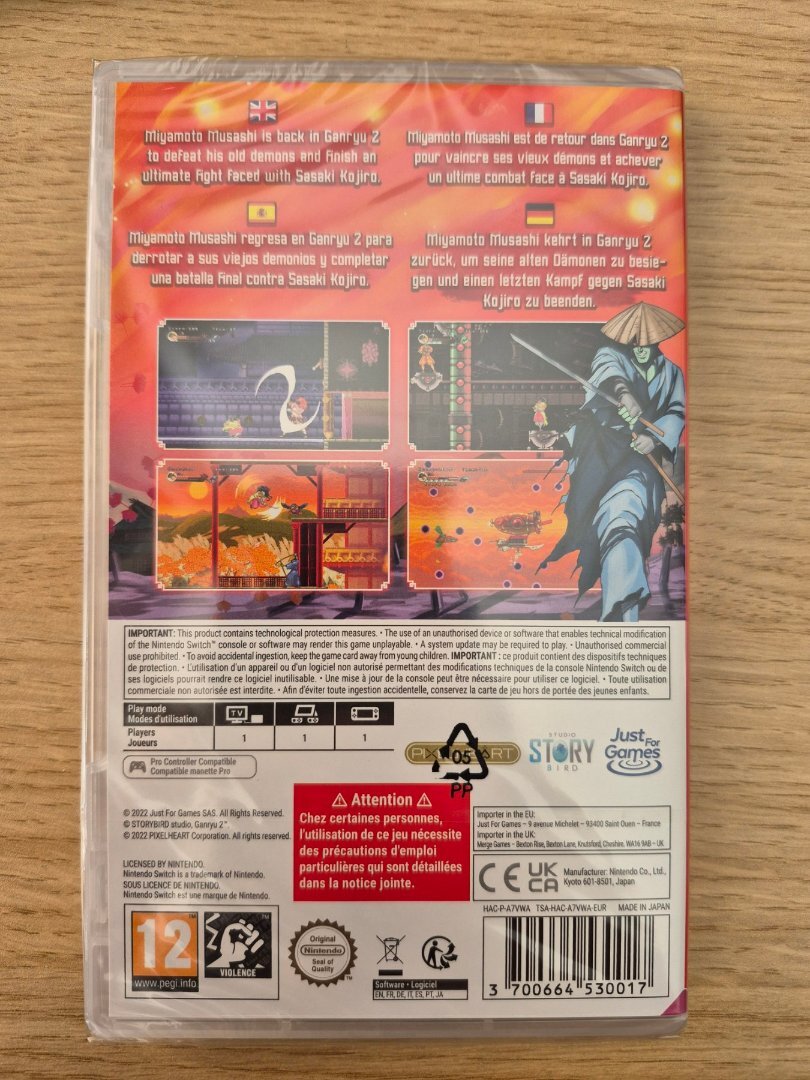 Miyamoto Musashi is back in Ganryu 2
to defeat his old demons and finish an
ultimate fight faced with Sasaki Kojiro.
Miyamoto Musashi est de retour dans Ganryu 2
pour vaincre ses vieux démons et achever
un ultime combat face à Sasaki Kojiro.
Miyamoto Musashi regresa en Ganryu 2 para
derrotar a sus viejos demonios y completar
una batalla final contra Sasaki Kojiro.
Miyamoto Musashi kehrt in Ganryu 2
zurück, um seine alten Dämonen zu besie-
gen und einen letzten Kampf gegen Sasaki
Kojiro zu beenden.
IMPORTANT: This product contains technological protection measures. • The use of an unauthorised device or software that enables technical modification
of the Nintendo Switch™ console or software may render this game unplayable. • A system update may be required to play. • Unauthorised commercial
use prohibited. • To avoid accidental ingestion, keep the game card away from young children. IMPORTANT : ce produit contient des dispositifs techniques
de protection. • L'utilisation d'un appareil ou d'un logiciel non autorisé permettant des modifications techniques de la console Nintendo Switch ou de
ses logiciels pourrait rendre ce logiciel inutilisable. • Une mise à jour de la console peut être nécessaire pour utiliser ce logiciel. • Toute utilisation
commerciale non autorisée est interdite. • Afin d'éviter toute ingestion accidentelle, conservez la carte de jeu hors de portée des jeunes enfants.
Play mode
Modes d'utilisation
TV
Players
Joueurs
1 1 1
Pro Controller Compatible
Compatible manette Pro
PIXELHEART
05
PP
STUDIO
STORY
BIRD
Just
For
Games
⚠ Attention ⚠
Chez certaines personnes,
l'utilisation de ce jeu nécessite
des précautions d'emploi
particulières qui sont détaillées
dans la notice jointe.
© 2022 Just For Games SAS. All Rights Reserved.
© STORYBIRD studio, Ganryu 2™.
© 2022 PIXELHEART Corporation. All rights reserved.
LICENSED BY NINTENDO.
Nintendo Switch is a trademark of Nintendo.
SOUS LICENCE DE NINTENDO.
Nintendo Switch est une marque de Nintendo.
Importer in the EU:
Just For Games – 9 avenue Michelet – 93400 Saint Ouen – France
Importer in the UK:
Merge Games – Bexton Rise, Bexton Lane, Knutsford, Cheshire, WA16 9AB – UK
CE UK
CA
Manufacturer: Nintendo Co., Ltd.,
Kyoto 601-8501, Japan
HAC-P-A7VWA TSA-HAC-A7VWA-EUR MADE IN JAPAN
12
www.pegi.info
VIOLENCE
Original
Nintendo
Seal of
Quality
Software • Logiciel
EN, FR, DE, IT, ES, PT, JA
3 700664 530017